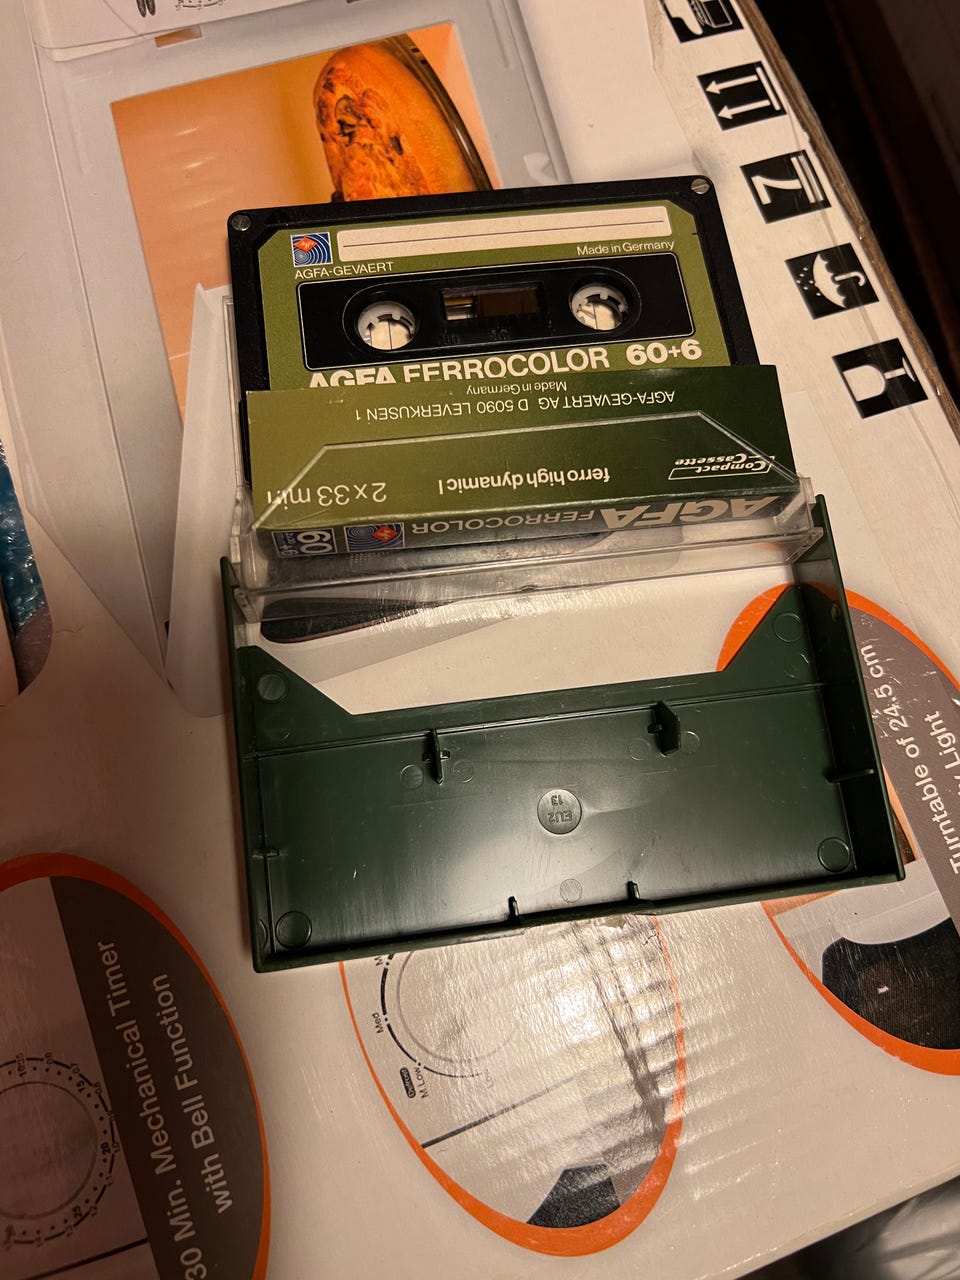 AGFA-GEVAERT
Made in Germany
AGFA FERROCOLOR 60+6
Made in Germany
AGFA-GEVAERT AG D 5090 LEVERKUSEN 1
Compact
Cassette
ferro high dynamic I
2x33 min
AGFA FERROCOLOR
60
EU2
13
Turntable of 24.5 cm
Light
Med
M.Low
30 Min. Mechanical Timer
with Bell Function